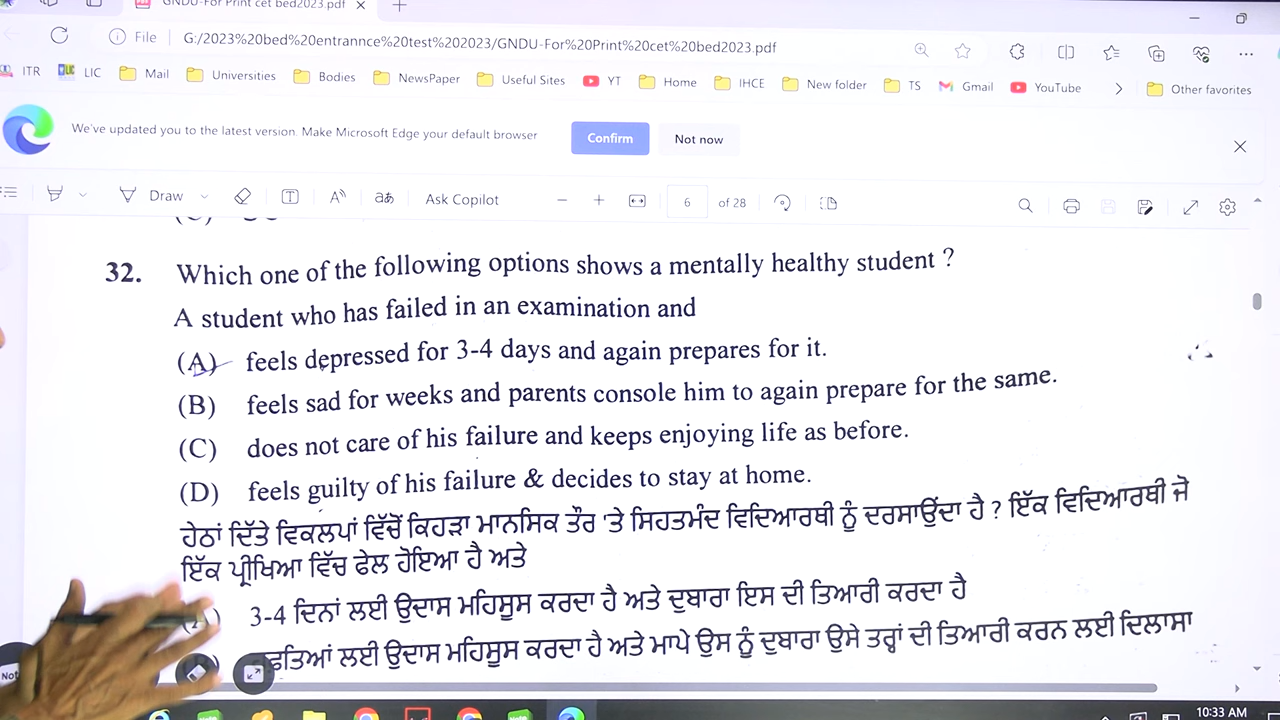 GNDU-For Print cet bed2023.pdf
File G:/2023%20bed%20entrannce%20test%202023/GNDU-For%20Print%20cet%20bed2023.pdf
ITR LIC Mail Universities Bodies NewsPaper Useful Sites YT Home IHCE New folder TS Gmail YouTube Other favorites
We've updated you to the latest version. Make Microsoft Edge your default browser Confirm Not now
Draw Ask Copilot 6 of 28
32. Which one of the following options shows a mentally healthy student ?
A student who has failed in an examination and
(A) feels depressed for 3-4 days and again prepares for it.
(B) feels sad for weeks and parents console him to again prepare for the same.
(C) does not care of his failure and keeps enjoying life as before.
(D) feels guilty of his failure & decides to stay at home.
ਹੇਠਾਂ ਦਿੱਤੇ ਵਿਕਲਪਾਂ ਵਿੱਚੋਂ ਕਿਹੜਾ ਮਾਨਸਿਕ ਤੌਰ 'ਤੇ ਸਿਹਤਮੰਦ ਵਿਦਿਆਰਥੀ ਨੂੰ ਦਰਸਾਉਂਦਾ ਹੈ ? ਇੱਕ ਵਿਦਿਆਰਥੀ ਜੋ
ਇੱਕ ਪ੍ਰੀਖਿਆ ਵਿੱਚ ਫੇਲ ਹੋਇਆ ਹੈ ਅਤੇ
(A) 3-4 ਦਿਨਾਂ ਲਈ ਉਦਾਸ ਮਹਿਸੂਸ ਕਰਦਾ ਹੈ ਅਤੇ ਦੁਬਾਰਾ ਇਸ ਦੀ ਤਿਆਰੀ ਕਰਦਾ ਹੈ
ਲਈ ਉਦਾਸ ਮਹਿਸੂਸ ਕਰਦਾ ਹੈ ਅਤੇ ਮਾਪੇ ਉਸ ਨੂੰ ਦੁਬਾਰਾ ਉਸੇ ਤਰ੍ਹਾਂ ਦੀ ਤਿਆਰੀ ਕਰਨ ਲਈ ਦਿਲਾਸਾ
10:33 AM